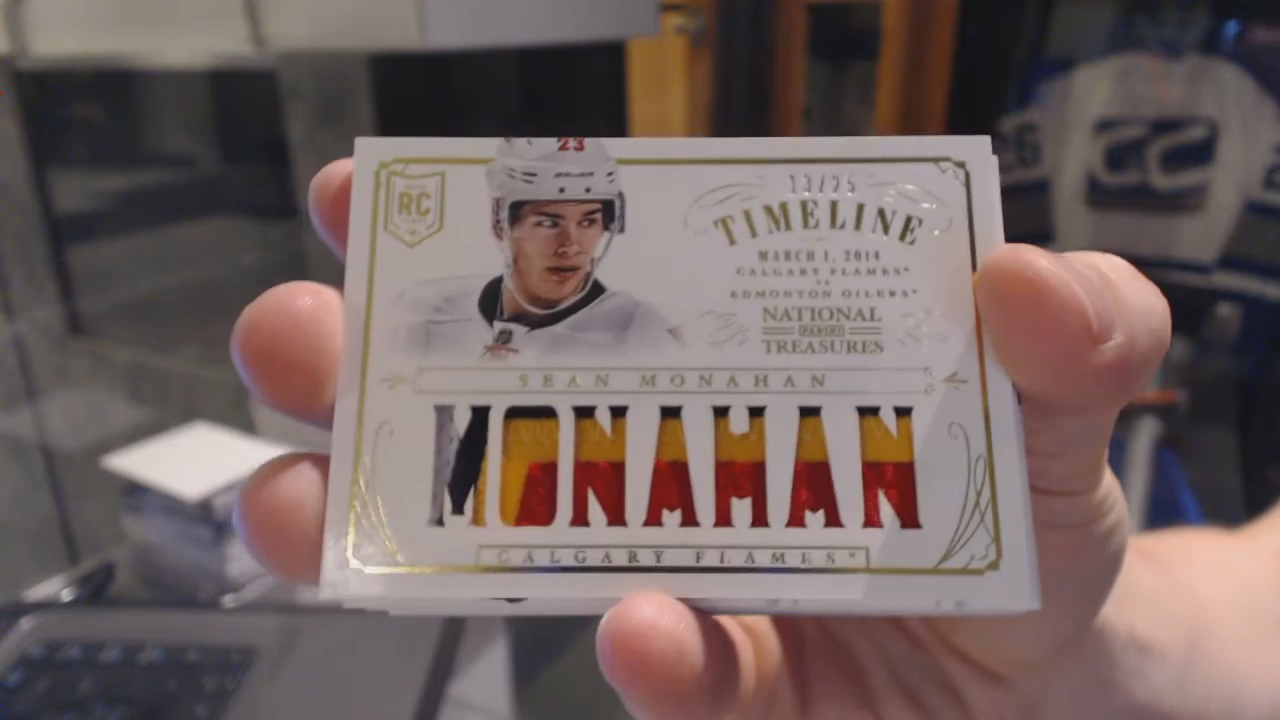 23
RC
13/25
TIMELINE
MARCH 1, 2014
CALGARY FLAMES
VS
EDMONTON OILERS
NATIONAL
PANINI
TREASURES
SEAN MONAHAN
MONAHAN
CALGARY FLAMES